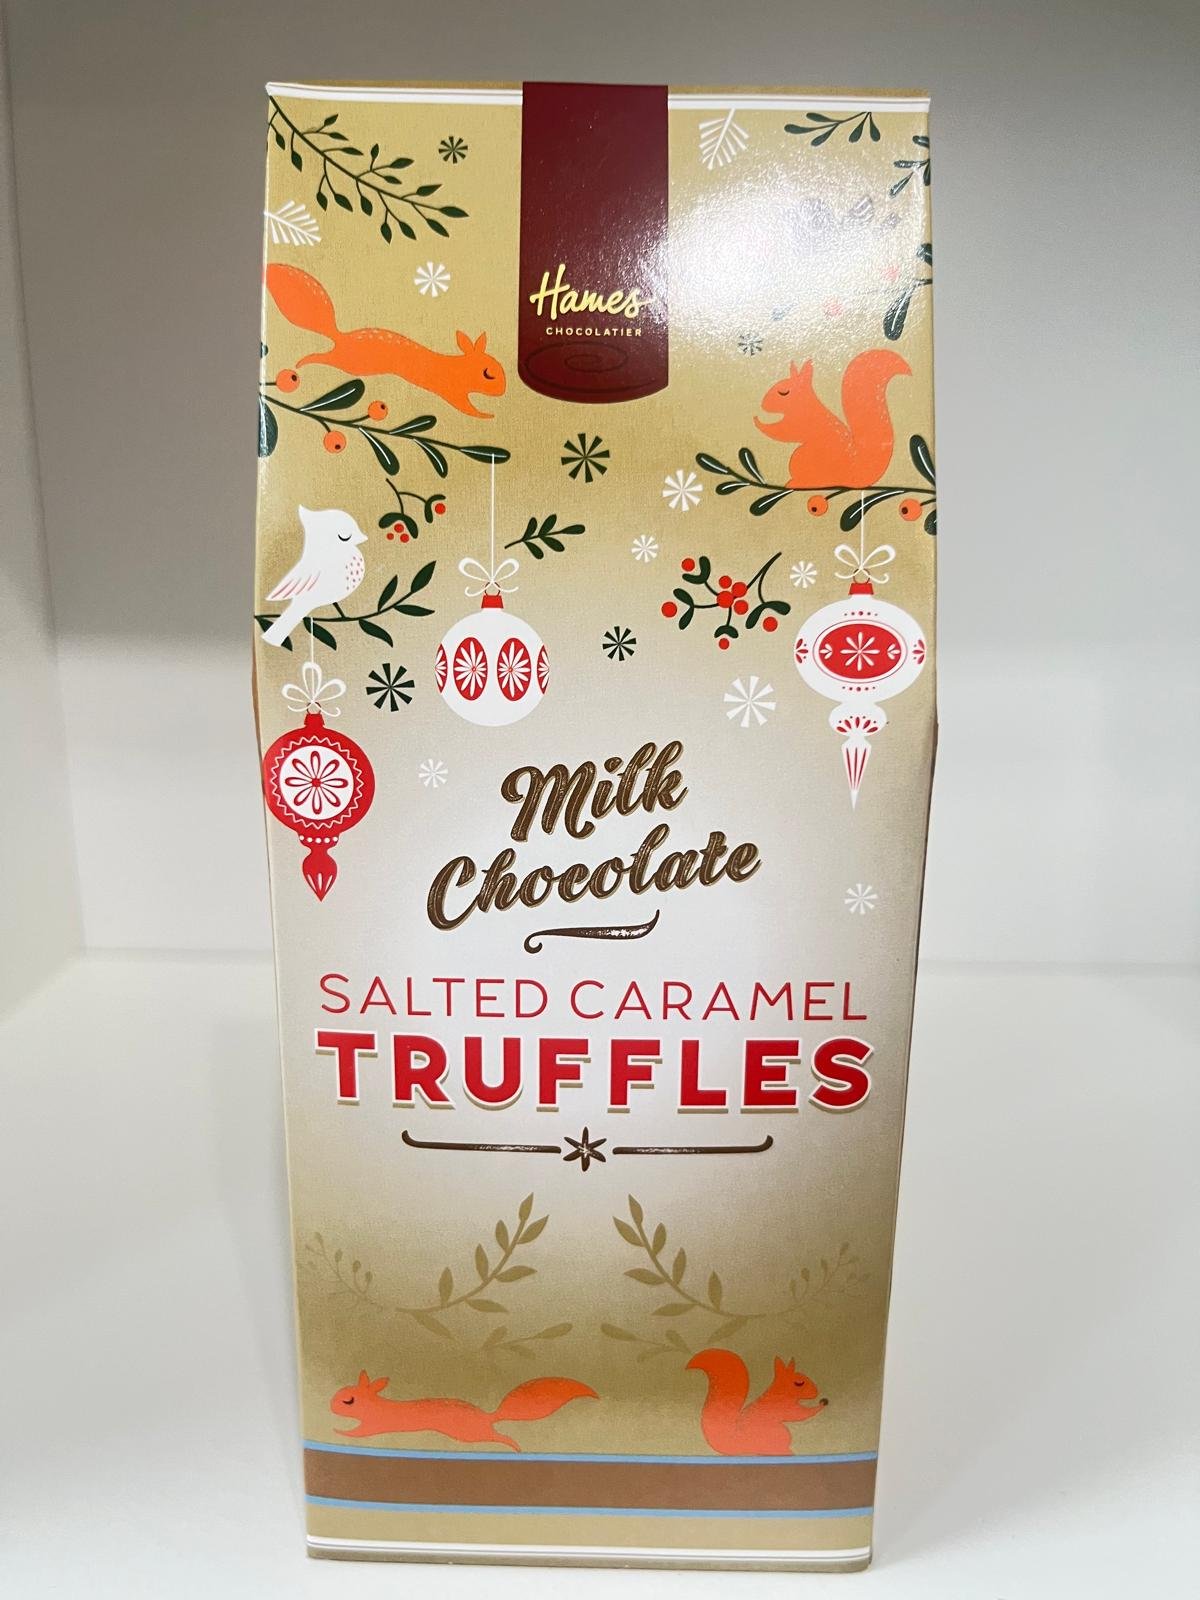 Hames
CHOCOLATIER
Milk
Chocolate
SALTED CARAMEL
TRUFFLES